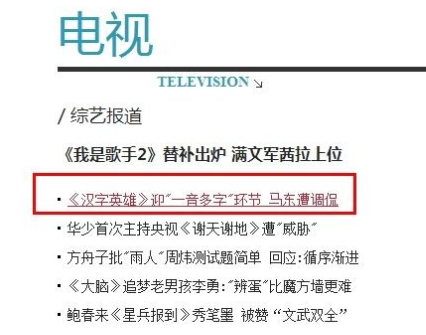 电视
TELEVISION
/ 综艺报道
《我是歌手2》替补出炉 满文军茜拉上位
·《汉字英雄》迎"一音多字"环节 马东遭调侃
·华少首次主持央视《谢天谢地》遭"威胁"
·方舟子批"雨人"周炜测试题简单 回应:循序渐进
·《大脑》追梦老男孩李勇:"辨蛋"比魔方墙更难
·鲍春来《星兵报到》秀笔墨 被赞“文武双全”